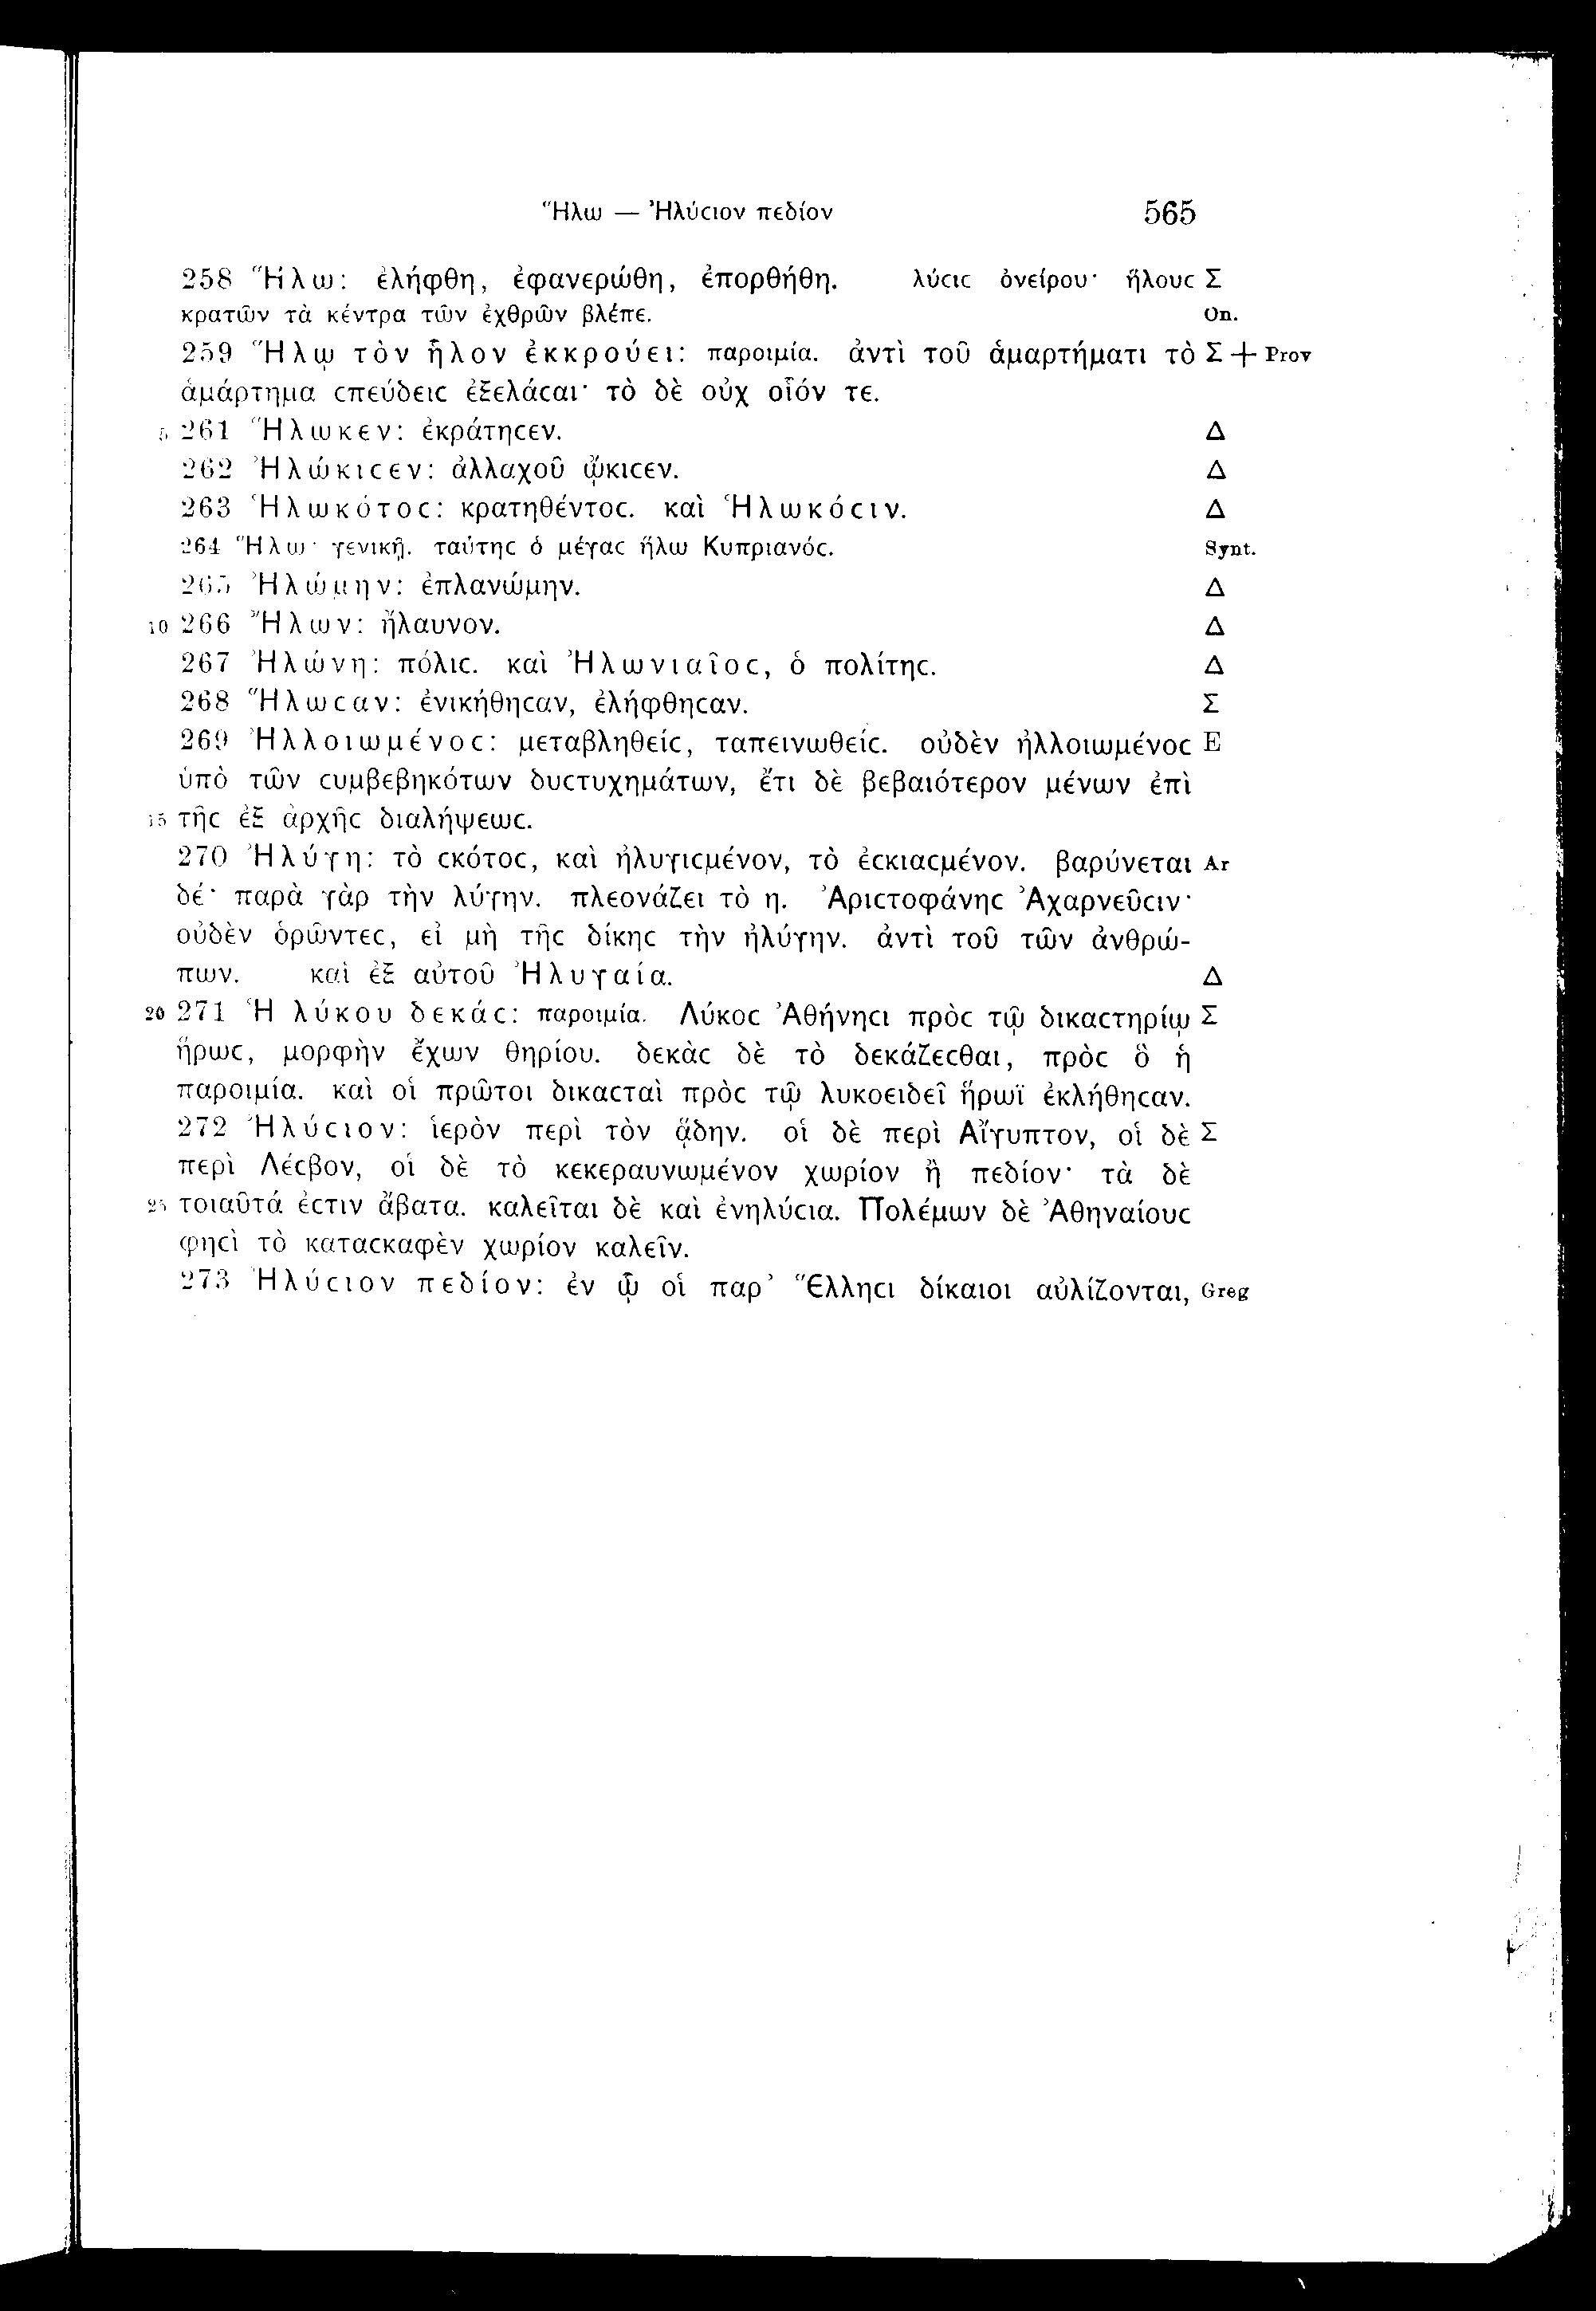 Ἥλω — Ἠλύϲιον πεδίον 565
258 Ἥλω: ἐλήφθη, ἐφανερώθη, ἐπορθήθη. λύϲιϲ ὀνείρου· ἥλουϲ Σ
κρατῶν τὰ κέντρα τῶν ἐχθρῶν βλέπε. On.
259 Ἥλῳ τὸν ἧλον ἐκκρούει: παροιμία. ἀντὶ τοῦ ἁμαρτήματι τὸ Σ + Prov
ἁμάρτημα ϲπεύδειϲ ἐξελάϲαι· τὸ δὲ οὐχ οἷόν τε.
5 261 Ἥλωκεν: ἐκράτηϲεν. Δ
262 Ἠλώκιϲεν: ἀλλαχοῦ ᾤκιϲεν. Δ
263 Ἡλωκότοϲ: κρατηθέντοϲ. καὶ Ἡλωκόϲιν. Δ
264 Ἥλω· γενικῇ. ταύτηϲ ὁ μέγαϲ ἥλω Κυπριανόϲ. Synt.
265 Ἠλώμην: ἐπλανώμην. Δ
10 266 Ἤλων: ἤλαυνον. Δ
267 Ἠλώνη: πόλιϲ. καὶ Ἠλωνιαῖοϲ, ὁ πολίτηϲ. Δ
268 Ἥλωϲαν: ἐνικήθηϲαν, ἐλήφθηϲαν. Σ
269 Ἠλλοιωμένοϲ: μεταβληθείϲ, ταπεινωθείϲ. οὐδὲν ἠλλοιωμένοϲ E
ὑπὸ τῶν ϲυμβεβηκότων δυϲτυχημάτων, ἔτι δὲ βεβαιότερον μένων ἐπὶ
15 τῆϲ ἐξ ἀρχῆϲ διαλήψεωϲ.
270 Ἠλύγη: τὸ ϲκότοϲ, καὶ ἠλυγιϲμένον, τὸ ἐϲκιαϲμένον. βαρύνεται Ar
δέ· παρὰ γὰρ τὴν λύγην. πλεονάζει τὸ η. Ἀριϲτοφάνηϲ Ἀχαρνεῦϲιν·
οὐδὲν ὁρῶντεϲ, εἰ μὴ τῆϲ δίκηϲ τὴν ἠλύγην. ἀντὶ τοῦ τῶν ἀνθρώ-
πων. καὶ ἐξ αὐτοῦ Ἠλυγαία. Δ
20 271 Ἡ λύκου δεκάϲ: παροιμία. Λύκοϲ Ἀθήνηϲι πρὸϲ τῷ δικαϲτηρίῳ Σ
ἥρωϲ, μορφὴν ἔχων θηρίου. δεκὰϲ δὲ τὸ δεκάζεϲθαι, πρὸϲ ὃ ἡ
παροιμία. καὶ οἱ πρῶτοι δικαϲταὶ πρὸϲ τῷ λυκοειδεῖ ἥρωϊ ἐκλήθηϲαν.
272 Ἠλύϲιον: ἱερὸν περὶ τὸν ᾅδην. οἱ δὲ περὶ Αἴγυπτον, οἱ δὲ Σ
περὶ Λέϲβον, οἱ δὲ τὸ κεκεραυνωμένον χωρίον ἢ πεδίον· τὰ δὲ
25 τοιαῦτά ἐϲτιν ἄβατα. καλεῖται δὲ καὶ ἐνηλύϲια. Πολέμων δὲ Ἀθηναίουϲ
φηϲὶ τὸ καταϲκαφὲν χωρίον καλεῖν.
273 Ἠλύϲιον πεδίον: ἐν ᾧ οἱ παρ’ Ἕλληϲι δίκαιοι αὐλίζονται, Greg